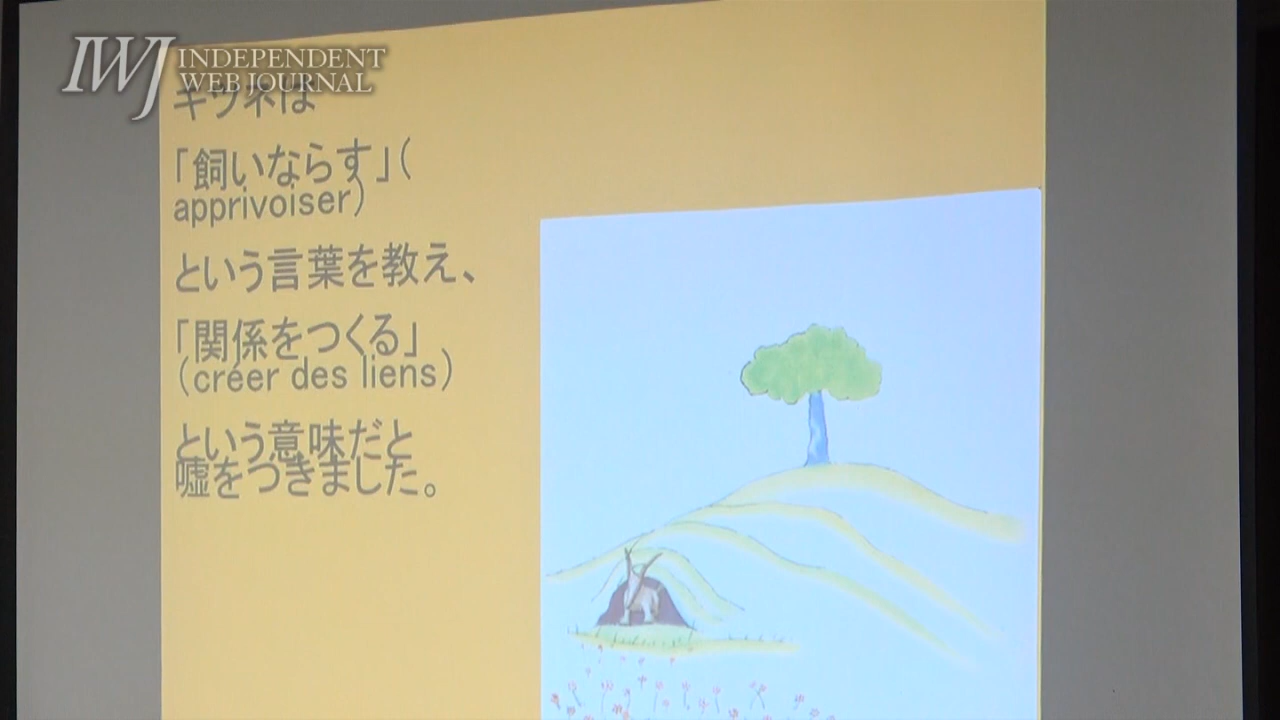 IWJ INDEPENDENT
WEB JOURNAL
キツネは
「飼いならす」(
apprivoiser)
という言葉を教え、
「関係をつくる」
(créer des liens)
という意味だと
嘘をつきました。